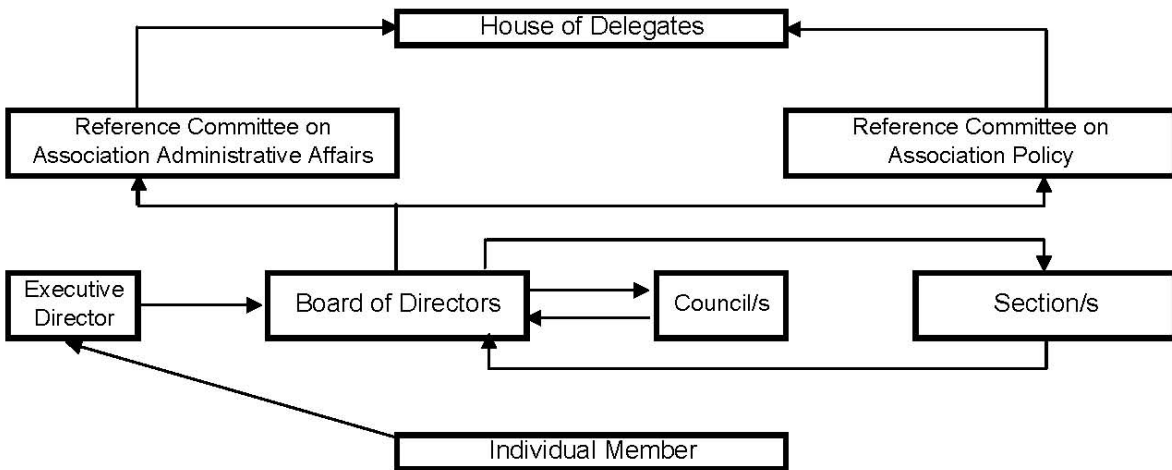 House of Delegates
Reference Committee on
Association Administrative Affairs
Reference Committee on
Association Policy
Executive
Director
Board of Directors
Council/s
Section/s
Individual Member